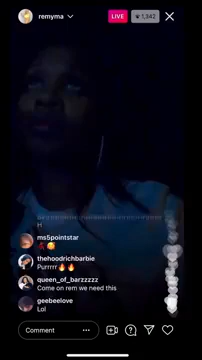 remyma
LIVE
1,342
H
ms5pointstar
🌹🥰
thehoodrichbarbie
Purrrrr🔥🔥
queen_of_barzzzzz
Come on rem we need this
geebeelove
Lol
Comment